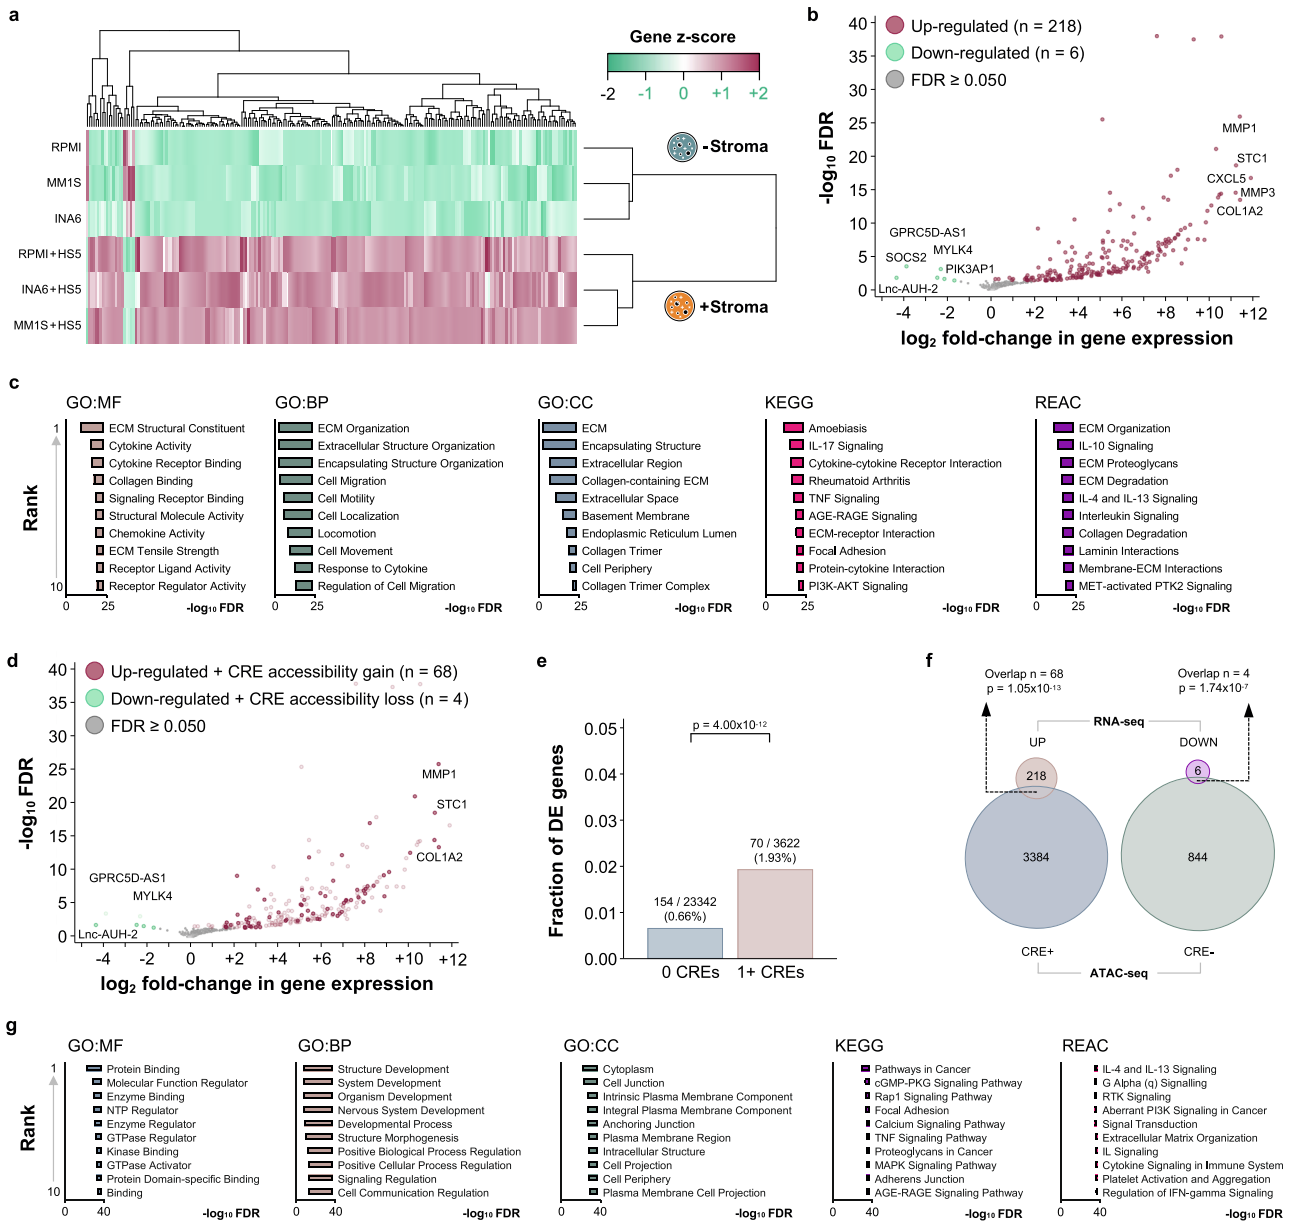 a
Gene z-score
-2 -1 0 +1 +2
RPMI
MM1S
INA6
RPMI+HS5
INA6+HS5
MM1S+HS5
-Stroma
+Stroma
b
Up-regulated (n = 218)
Down-regulated (n = 6)
FDR ≥ 0.050
-log10 FDR
40
35
30
25
20
15
10
5
0
MMP1
STC1
CXCL5
MMP3
COL1A2
GPRC5D-AS1
MYLK4
SOCS2
PIK3AP1
Lnc-AUH-2
-4 -2 0 +2 +4 +6 +8 +10 +12
log2 fold-change in gene expression
c
Rank
1
10
GO:MF
ECM Structural Constituent
Cytokine Activity
Cytokine Receptor Binding
Collagen Binding
Signaling Receptor Binding
Structural Molecule Activity
Chemokine Activity
ECM Tensile Strength
Receptor Ligand Activity
Receptor Regulator Activity
0 25 -log10 FDR
GO:BP
ECM Organization
Extracellular Structure Organization
Encapsulating Structure Organization
Cell Migration
Cell Motility
Cell Localization
Locomotion
Cell Movement
Response to Cytokine
Regulation of Cell Migration
0 25 -log10 FDR
GO:CC
ECM
Encapsulating Structure
Extracellular Region
Collagen-containing ECM
Extracellular Space
Basement Membrane
Endoplasmic Reticulum Lumen
Collagen Trimer
Cell Periphery
Collagen Trimer Complex
0 25 -log10 FDR
KEGG
Amoebiasis
IL-17 Signaling
Cytokine-cytokine Receptor Interaction
Rheumatoid Arthritis
TNF Signaling
AGE-RAGE Signaling
ECM-receptor Interaction
Focal Adhesion
Protein-cytokine Interaction
PI3K-AKT Signaling
0 25 -log10 FDR
REAC
ECM Organization
IL-10 Signaling
ECM Proteoglycans
ECM Degradation
IL-4 and IL-13 Signaling
Interleukin Signaling
Collagen Degradation
Laminin Interactions
Membrane-ECM Interactions
MET-activated PTK2 Signaling
0 25 -log10 FDR
d
Up-regulated + CRE accessibility gain (n = 68)
Down-regulated + CRE accessibility loss (n = 4)
FDR ≥ 0.050
-log10 FDR
40
35
30
25
20
15
10
5
0
MMP1
STC1
COL1A2
GPRC5D-AS1
MYLK4
Lnc-AUH-2
-4 -2 0 +2 +4 +6 +8 +10 +12
log2 fold-change in gene expression
e
Fraction of DE genes
0.05
0.04
0.03
0.02
0.01
0.00
p = 4.00x10-12
70 / 3622
(1.93%)
154 / 23342
(0.66%)
0 CREs 1+ CREs
f
Overlap n = 68
p = 1.05x10-13
Overlap n = 4
p = 1.74x10-7
RNA-seq
UP DOWN
218
6
3384
844
CRE+ CRE-
ATAC-seq
g
Rank
1
10
GO:MF
Protein Binding
Molecular Function Regulator
Enzyme Binding
NTP Regulator
Enzyme Regulator
GTPase Regulator
Kinase Binding
GTPase Activator
Protein Domain-specific Binding
Binding
0 40 -log10 FDR
GO:BP
Structure Development
System Development
Organism Development
Nervous System Development
Developmental Process
Structure Morphogenesis
Positive Biological Process Regulation
Positive Cellular Process Regulation
Signaling Regulation
Cell Communication Regulation
0 40 -log10 FDR
GO:CC
Cytoplasm
Cell Junction
Intrinsic Plasma Membrane Component
Integral Plasma Membrane Component
Anchoring Junction
Plasma Membrane Region
Intracellular Structure
Cell Projection
Cell Periphery
Plasma Membrane Cell Projection
0 40 -log10 FDR
KEGG
Pathways in Cancer
cGMP-PKG Signaling Pathway
Rap1 Signaling Pathway
Focal Adhesion
Calcium Signaling Pathway
TNF Signaling Pathway
Proteoglycans in Cancer
MAPK Signaling Pathway
Adherens Junction
AGE-RAGE Signaling Pathway
0 40 -log10 FDR
REAC
IL-4 and IL-13 Signaling
G Alpha (q) Signalling
RTK Signaling
Aberrant PI3K Signaling in Cancer
Signal Transduction
Extracellular Matrix Organization
IL Signaling
Cytokine Signaling in Immune System
Platelet Activation and Aggregation
Regulation of IFN-gamma Signaling
0 40 -log10 FDR